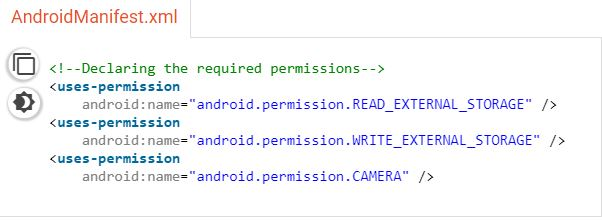 AndroidManifest.xml
<!--Declaring the required permissions-->
<uses-permission
    android:name="android.permission.READ_EXTERNAL_STORAGE" />
<uses-permission
    android:name="android.permission.WRITE_EXTERNAL_STORAGE" />
<uses-permission
    android:name="android.permission.CAMERA" />